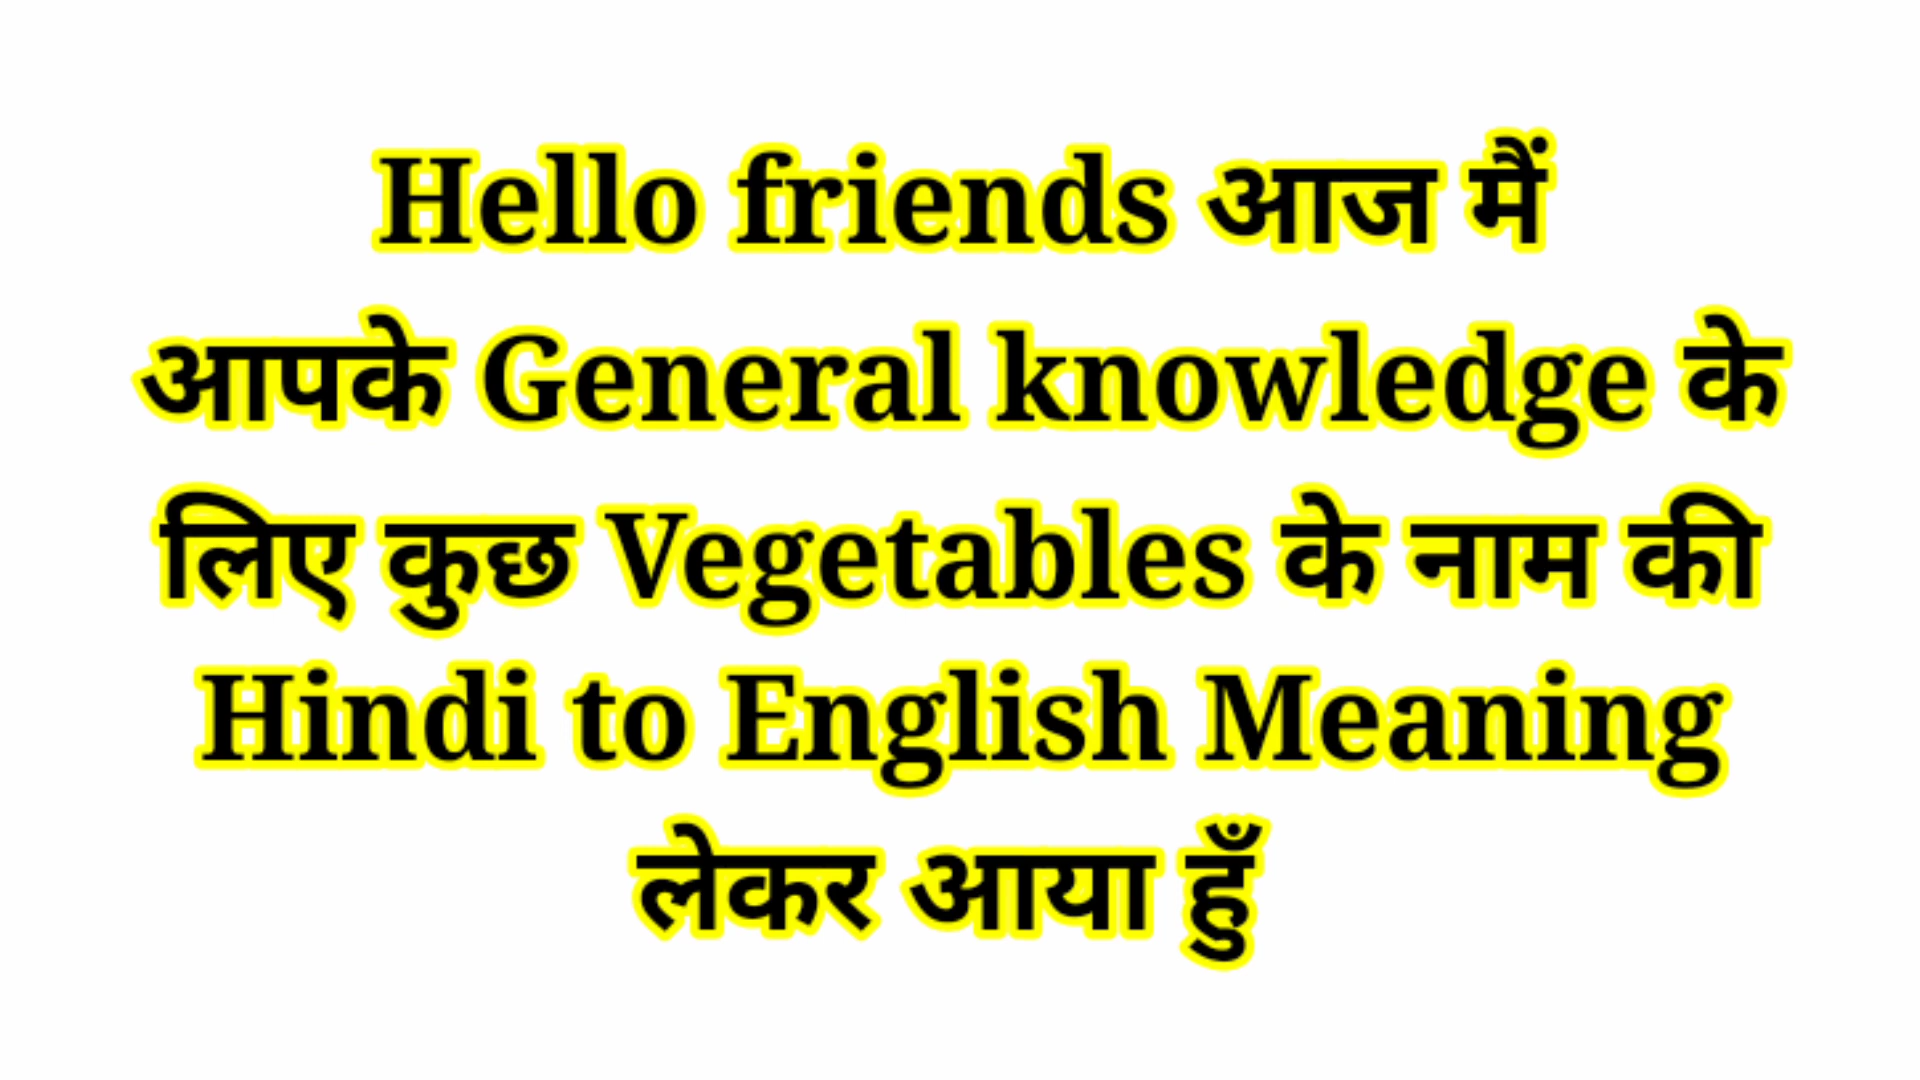 Hello friends आज मैं
आपके General knowledge के
लिए कुछ Vegetables के नाम की
Hindi to English Meaning
लेकर आया हुँ